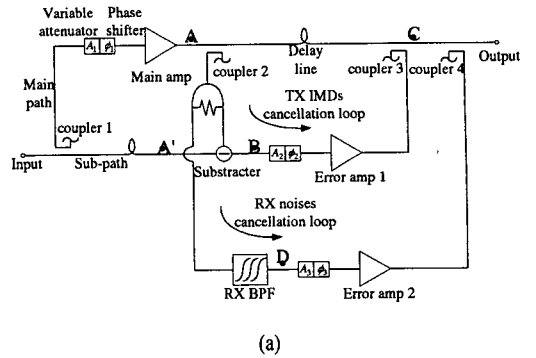 Variable attenuator
Phase shifter
A
C
A₁ ϕ₁
Main amp
Delay line
Output
coupler 2
coupler 3
coupler 4
Main path
TX IMDs cancellation loop
coupler 1
A'
B
A₂ ϕ₂
Input
Sub-path
Substracter
Error amp 1
RX noises cancellation loop
D
A₃ ϕ₃
RX BPF
Error amp 2
(a)